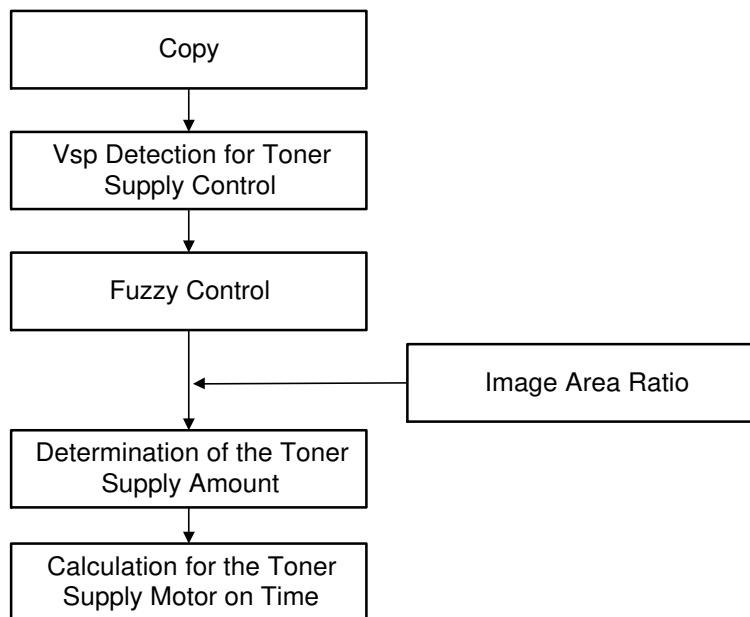 Copy
Vsp Detection for Toner
Supply Control
Fuzzy Control
Image Area Ratio
Determination of the Toner
Supply Amount
Calculation for the Toner
Supply Motor on Time